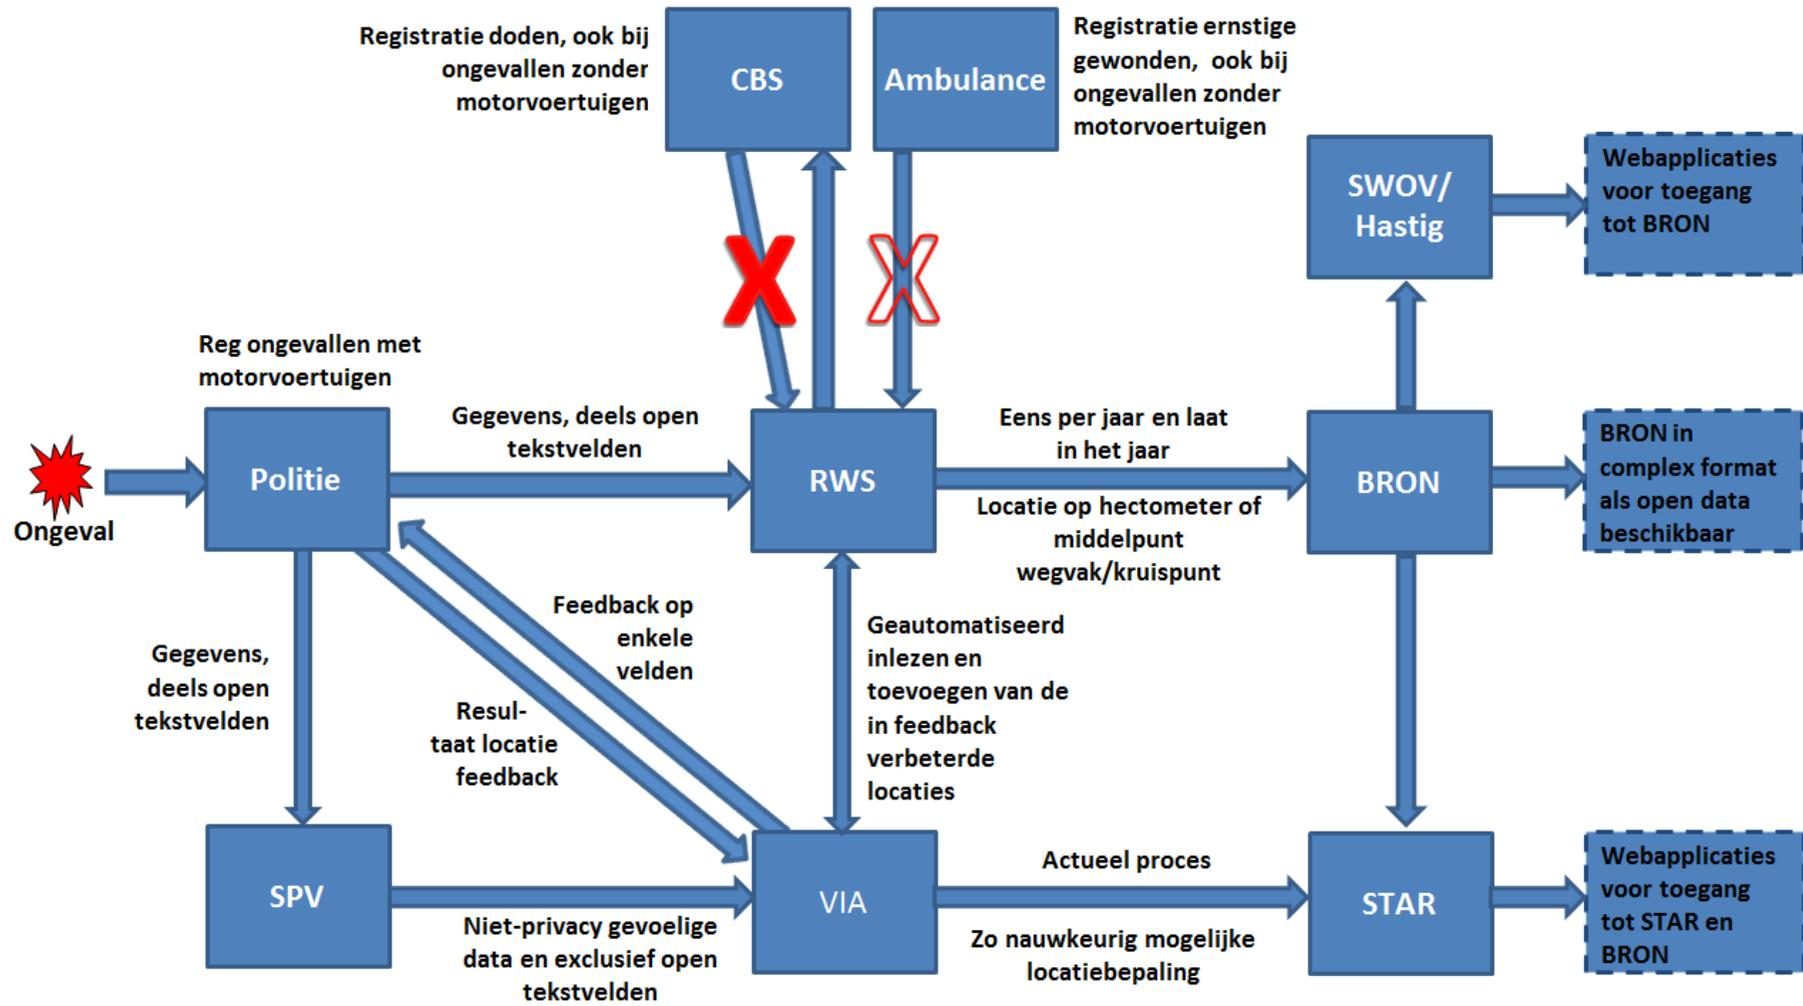 Registratie doden, ook bij
ongevallen zonder
motorvoertuigen
CBS
Ambulance
Registratie ernstige
gewonden, ook bij
ongevallen zonder
motorvoertuigen
SWOV/
Hastig
Webapplicaties
voor toegang
tot BRON
X
X
Reg ongevallen met
motorvoertuigen
Ongeval
Politie
Gegevens, deels open
tekstvelden
RWS
Eens per jaar en laat
in het jaar
Locatie op hectometer of
middelpunt
wegvak/kruispunt
BRON
BRON in
complex format
als open data
beschikbaar
Gegevens,
deels open
tekstvelden
Resul-
taat locatie
feedback
Feedback op
enkele
velden
Geautomatiseerd
inlezen en
toevoegen van de
in feedback
verbeterde
locaties
SPV
Niet-privacy gevoelige
data en exclusief open
tekstvelden
VIA
Actueel proces
Zo nauwkeurig mogelijke
locatiebepaling
STAR
Webapplicaties
voor toegang
tot STAR en
BRON